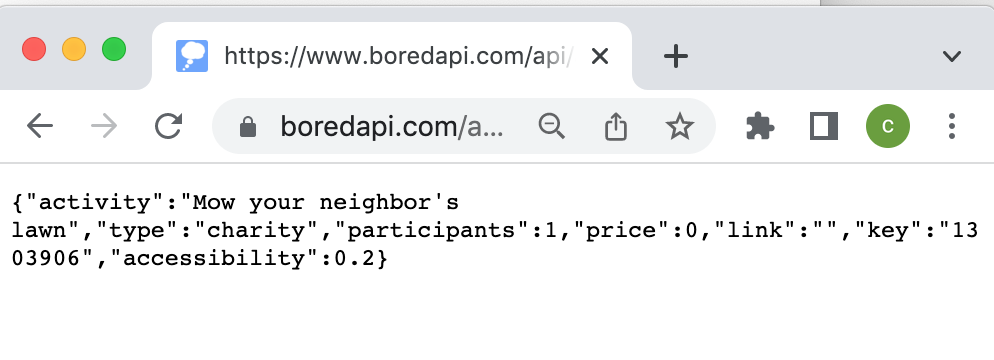 https://www.boredapi.com/api/
boredapi.com/a...
C
{"activity":"Mow your neighbor's
lawn","type":"charity","participants":1,"price":0,"link":"","key":"13
03906","accessibility":0.2}